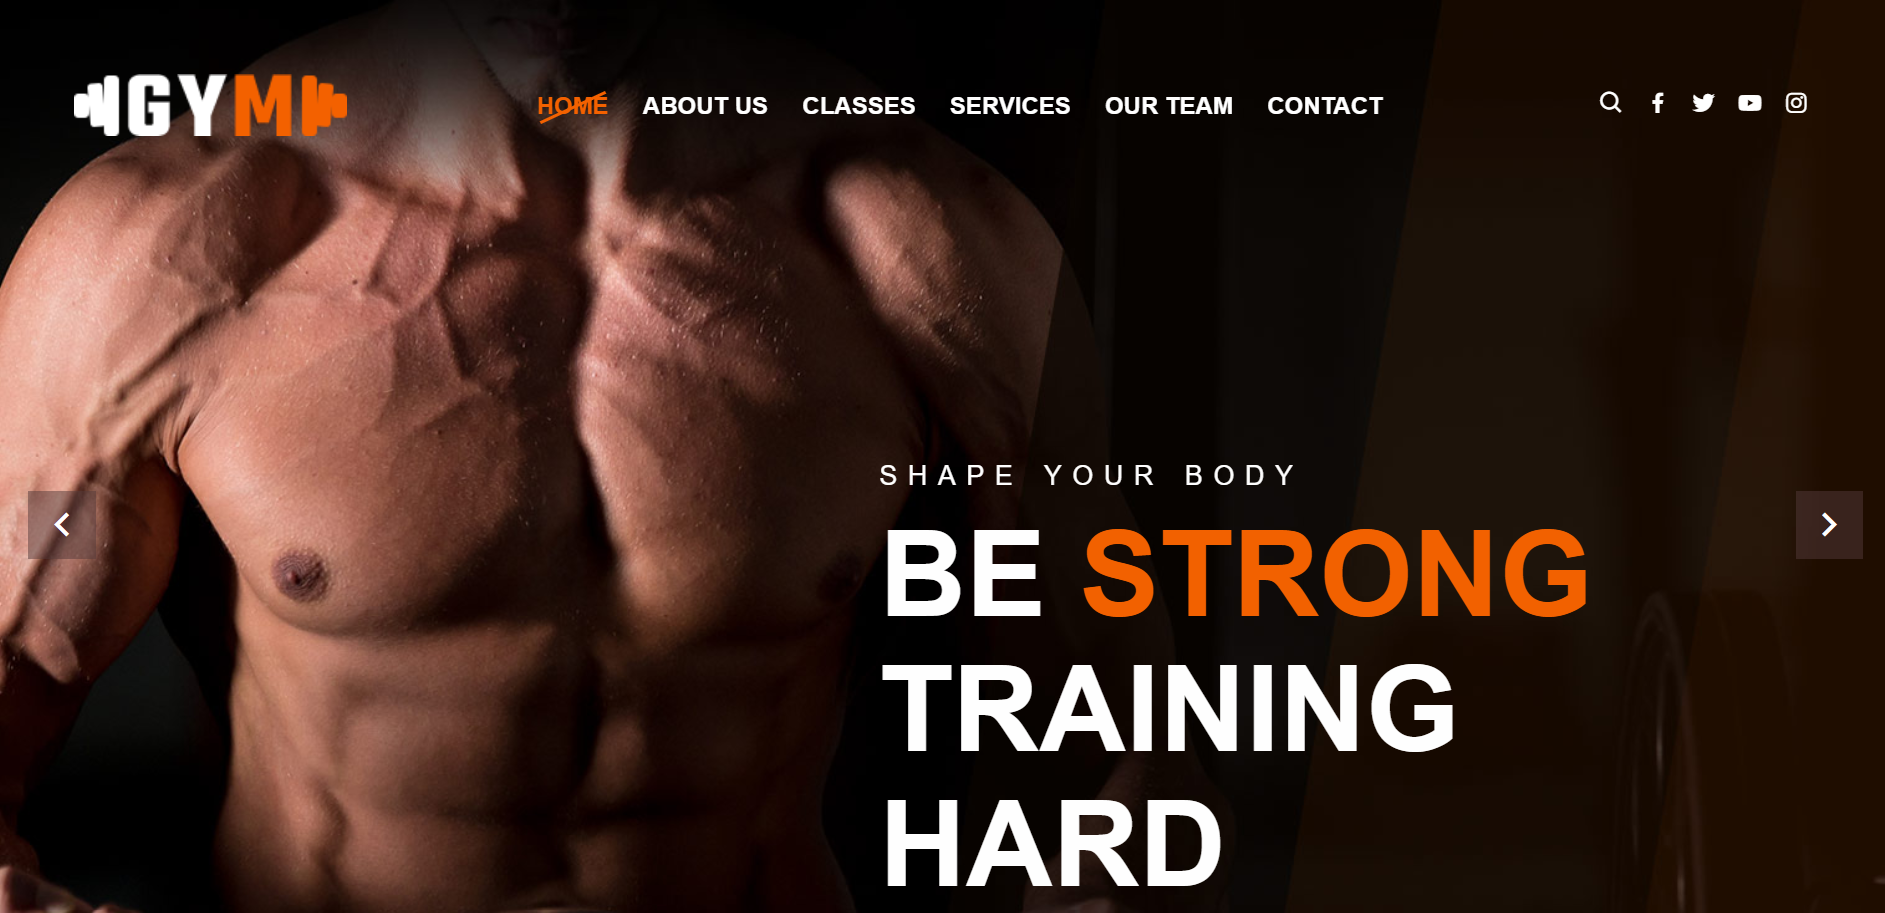 GYM
HOME ABOUT US CLASSES SERVICES OUR TEAM CONTACT
SHAPE YOUR BODY
BE STRONG
TRAINING
HARD